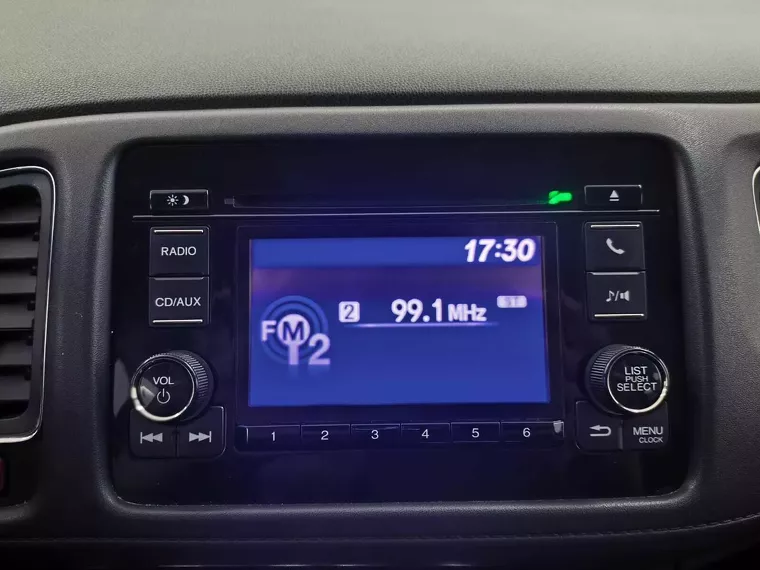 17:30
RADIO
CD/AUX
FM 2
2 99.1 MHz ST
VOL
LIST
PUSH
SELECT
1 2 3 4 5 6
MENU
CLOCK